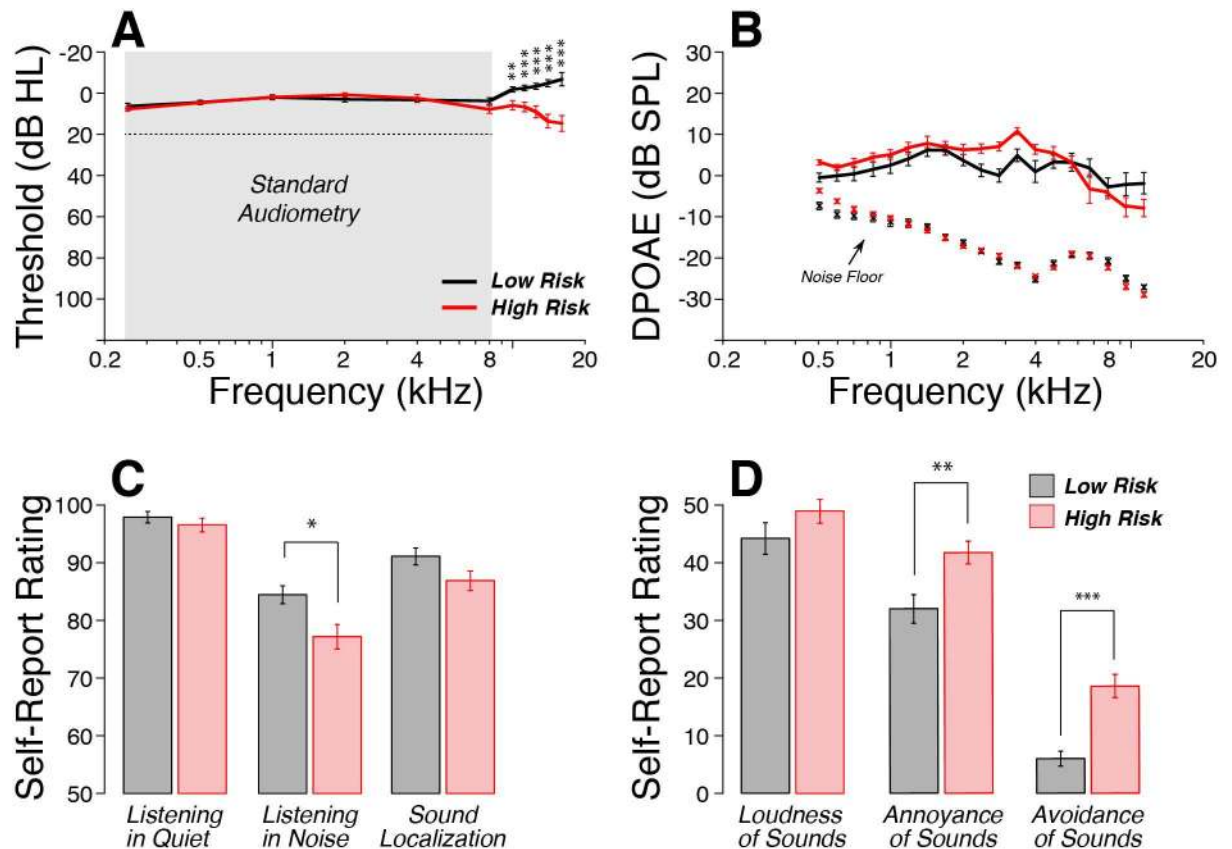 A
Threshold (dB HL)
-20
0
20
40
60
80
100
**
***
***
***
***
Standard
Audiometry
Low Risk
High Risk
0.2
0.5
1
2
4
8
20
Frequency (kHz)
B
DPOAE (dB SPL)
30
20
10
0
-10
-20
-30
Noise Floor
0.2
0.5
1
2
4
8
20
Frequency (kHz)
C
Self-Report Rating
100
90
80
70
60
50
*
Listening
in Quiet
Listening
in Noise
Sound
Localization
D
Self-Report Rating
50
40
30
20
10
0
**
***
Low Risk
High Risk
Loudness
of Sounds
Annoyance
of Sounds
Avoidance
of Sounds